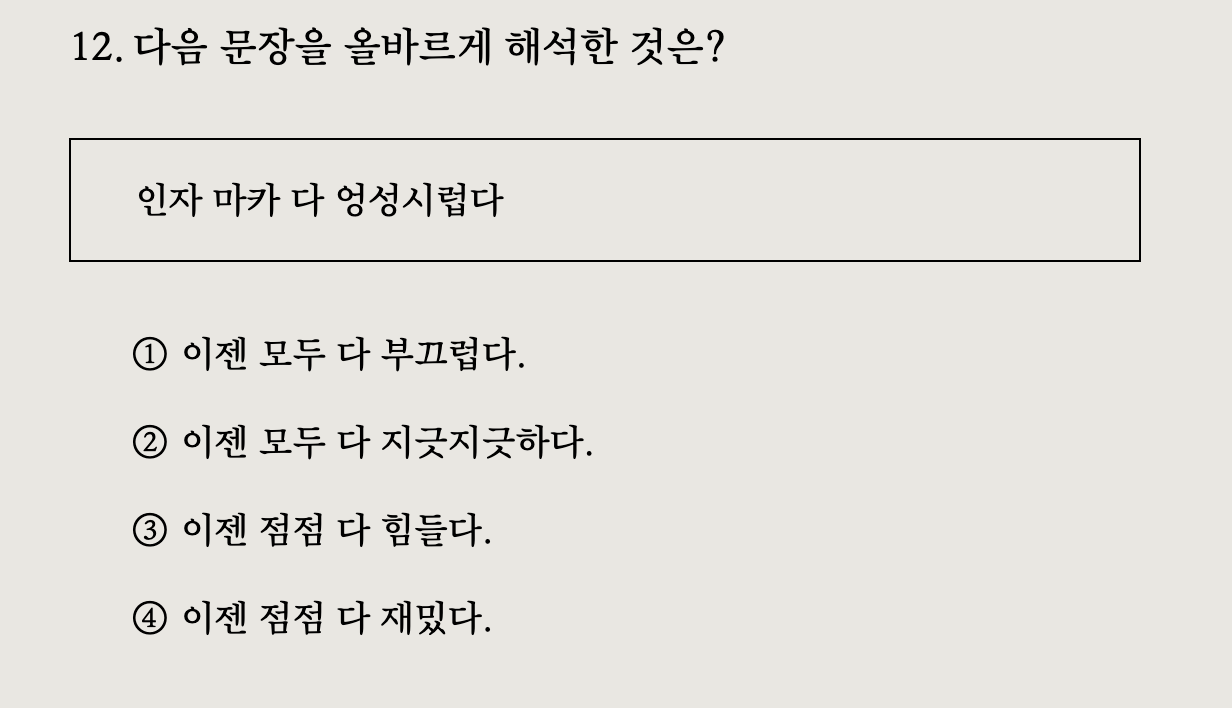 12. 다음 문장을 올바르게 해석한 것은?
인자 마카 다 엉성시럽다
① 이젠 모두 다 부끄럽다.
② 이젠 모두 다 지긋지긋하다.
③ 이젠 점점 다 힘들다.
④ 이젠 점점 다 재밌다.